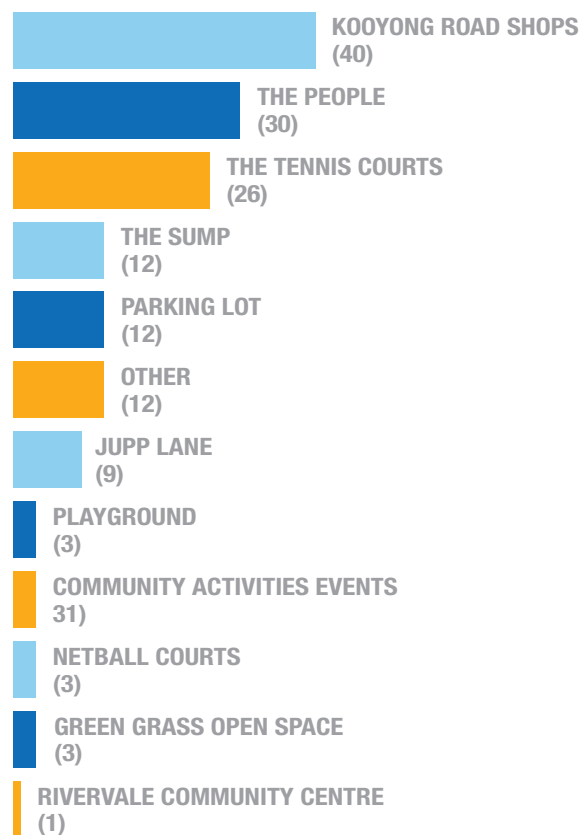 KOOYONG ROAD SHOPS
(40)
THE PEOPLE
(30)
THE TENNIS COURTS
(26)
THE SUMP
(12)
PARKING LOT
(12)
OTHER
(12)
JUPP LANE
(9)
PLAYGROUND
(3)
COMMUNITY ACTIVITIES EVENTS
31)
NETBALL COURTS
(3)
GREEN GRASS OPEN SPACE
(3)
RIVERVALE COMMUNITY CENTRE
(1)